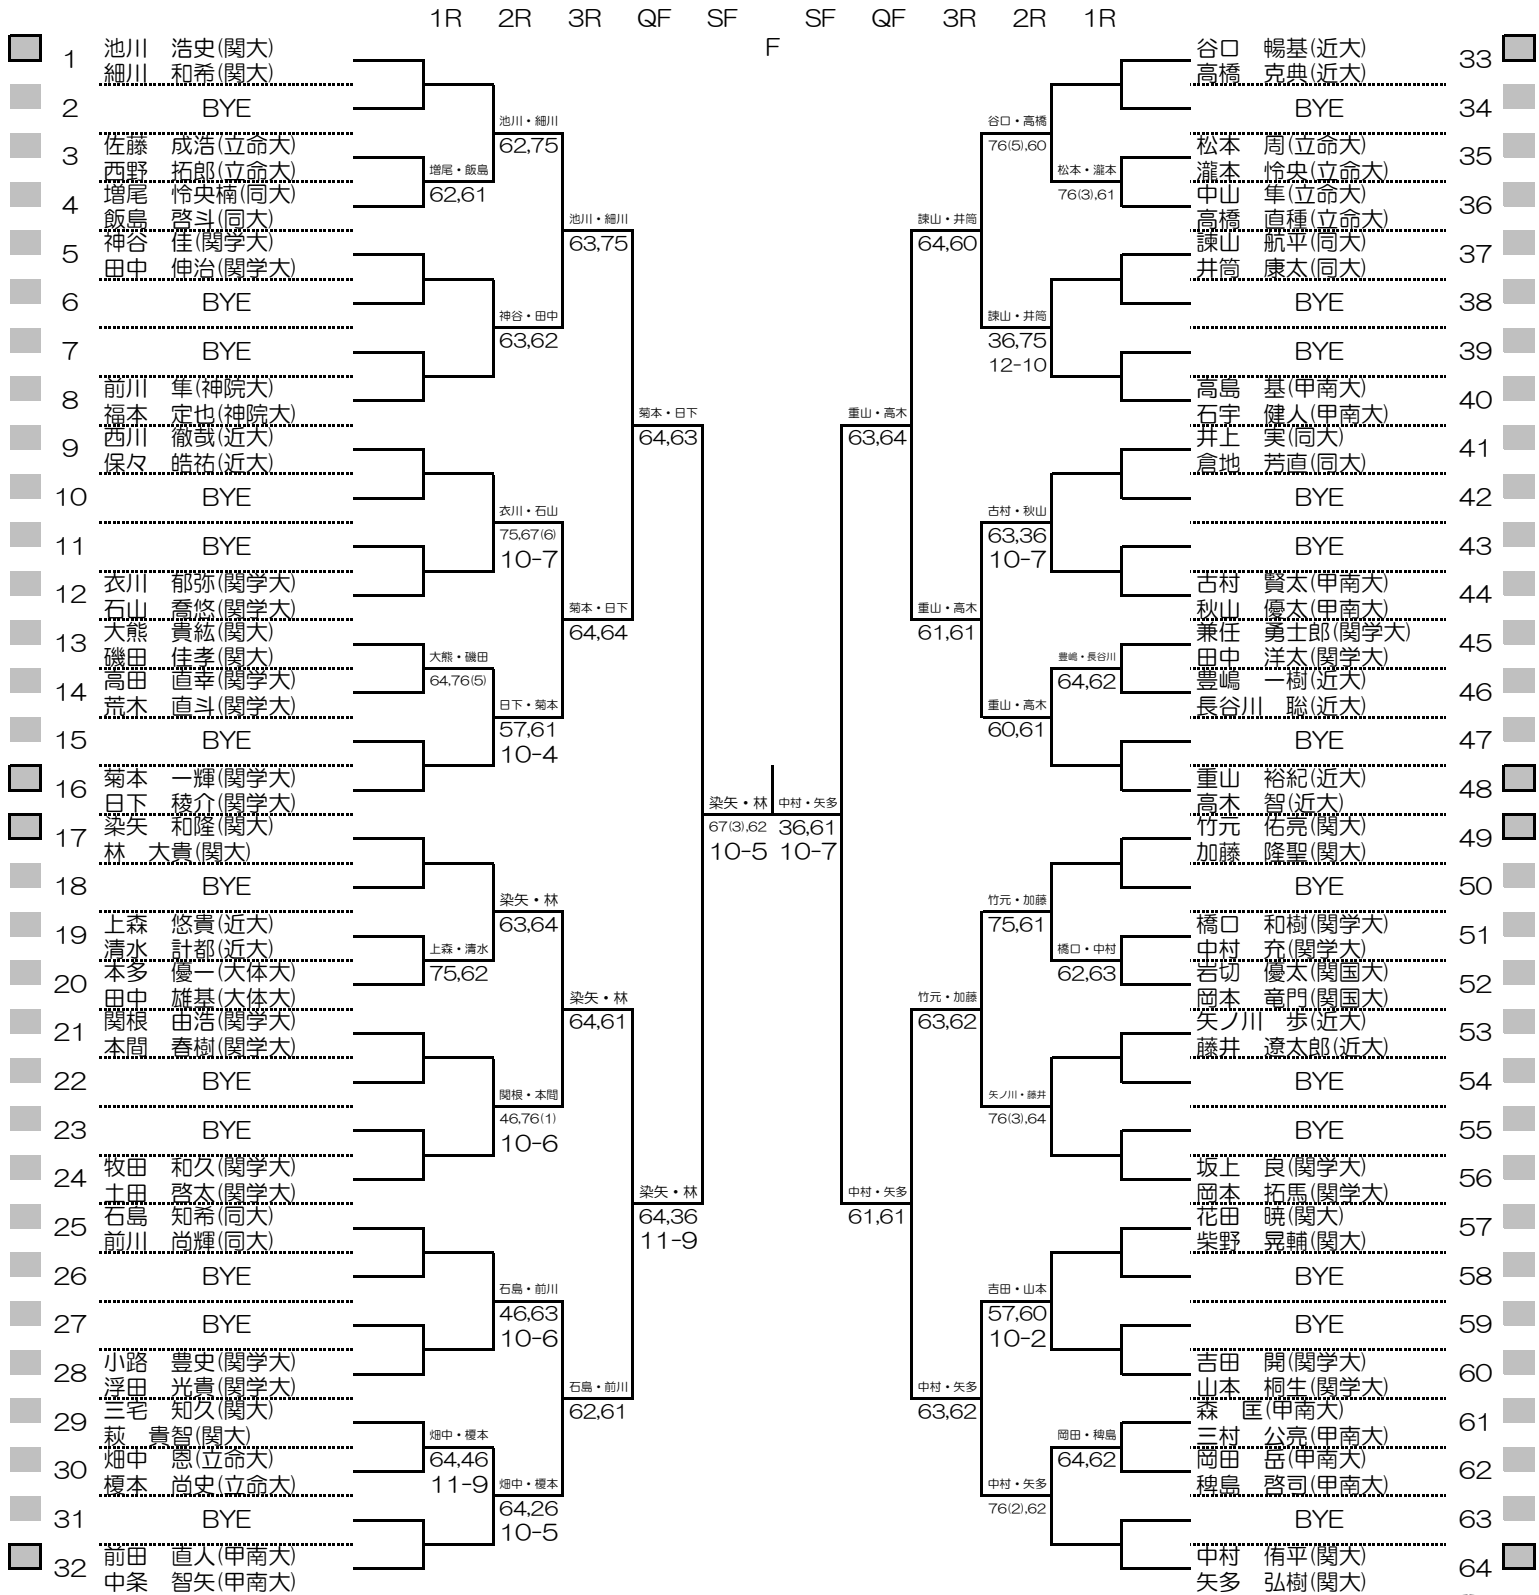 1R 2R 3R QF SF F SF QF 3R 2R 1R
1 池川 浩史(関大)
細川 和希(関大)
2 BYE
3 佐藤 成浩(立命大)
西野 拓郎(立命大)
4 増尾 怜央楠(同大)
飯島 啓斗(同大)
5 神谷 佳(関学大)
田中 伸治(関学大)
6 BYE
7 BYE
8 前川 隼(神院大)
福本 定也(神院大)
9 西川 徹哉(近大)
保々 皓祐(近大)
10 BYE
11 BYE
12 衣川 郁弥(関学大)
石山 喬悠(関学大)
13 大熊 貴紘(関大)
磯田 佳孝(関大)
14 高田 直幸(関学大)
荒木 直斗(関学大)
15 BYE
16 菊本 一輝(関学大)
日下 稜介(関学大)
17 染矢 和隆(関大)
林 大貴(関大)
18 BYE
19 上森 悠貴(近大)
清水 計都(近大)
20 本多 優一(大体大)
田中 雄基(大体大)
21 関根 由浩(関学大)
本間 春樹(関学大)
22 BYE
23 BYE
24 牧田 和久(関学大)
土田 啓太(関学大)
25 石島 知希(同大)
前川 尚輝(同大)
26 BYE
27 BYE
28 小路 豊史(関学大)
浮田 光貴(関学大)
29 三宅 知久(関大)
萩 貴智(関大)
30 畑中 恩(立命大)
榎本 尚史(立命大)
31 BYE
32 前田 直人(甲南大)
中条 智矢(甲南大)
増尾・飯島
62,61
大熊・磯田
64,76(5)
上森・清水
75,62
畑中・榎本
64,46
11-9
池川・細川
62,75
神谷・田中
63,62
衣川・石山
75,67(6)
10-7
日下・菊本
57,61
10-4
染矢・林
63,64
関根・本間
46,76(1)
10-6
石島・前川
46,63
10-6
畑中・榎本
64,26
10-5
池川・細川
63,75
菊本・日下
64,64
染矢・林
64,61
石島・前川
62,61
菊本・日下
64,63
染矢・林
64,36
11-9
染矢・林
67(3),62
10-5
中村・矢多
36,61
10-7
重山・高木
63,64
中村・矢多
61,61
諫山・井筒
64,60
重山・高木
61,61
竹元・加藤
63,62
中村・矢多
63,62
谷口・高橋
76(5),60
諫山・井筒
36,75
12-10
古村・秋山
63,36
10-7
重山・高木
60,61
竹元・加藤
75,61
矢ノ川・藤井
76(3),64
吉田・山本
57,60
10-2
中村・矢多
76(2),62
松本・瀧本
76(3),61
豊嶋・長谷川
64,62
橋口・中村
62,63
岡田・稗島
64,62
谷口 暢基(近大) 33
高橋 克典(近大)
BYE 34
松本 周(立命大) 35
瀧本 怜央(立命大)
中山 隼(立命大) 36
高橋 直種(立命大)
諫山 航平(同大) 37
井筒 康太(同大)
BYE 38
BYE 39
高島 基(甲南大) 40
石宇 健人(甲南大)
井上 実(同大) 41
倉地 芳直(同大)
BYE 42
BYE 43
古村 賢太(甲南大) 44
秋山 優太(甲南大)
兼任 勇士郎(関学大) 45
田中 洋太(関学大)
豊嶋 一樹(近大) 46
長谷川 聡(近大)
BYE 47
重山 裕紀(近大) 48
高木 智(近大)
竹元 佑亮(関大) 49
加藤 隆聖(関大)
BYE 50
橋口 和樹(関学大) 51
中村 充(関学大)
岩切 優太(関国大) 52
岡本 竜門(関国大)
矢ノ川 歩(近大) 53
藤井 遼太郎(近大)
BYE 54
BYE 55
坂上 良(関学大) 56
岡本 拓馬(関学大)
花田 暁(関大) 57
柴野 晃輔(関大)
BYE 58
BYE 59
吉田 開(関学大) 60
山本 桐生(関学大)
森 匡(甲南大) 61
三村 公亮(甲南大)
岡田 岳(甲南大) 62
稗島 啓司(甲南大)
BYE 63
中村 侑平(関大) 64
矢多 弘樹(関大)